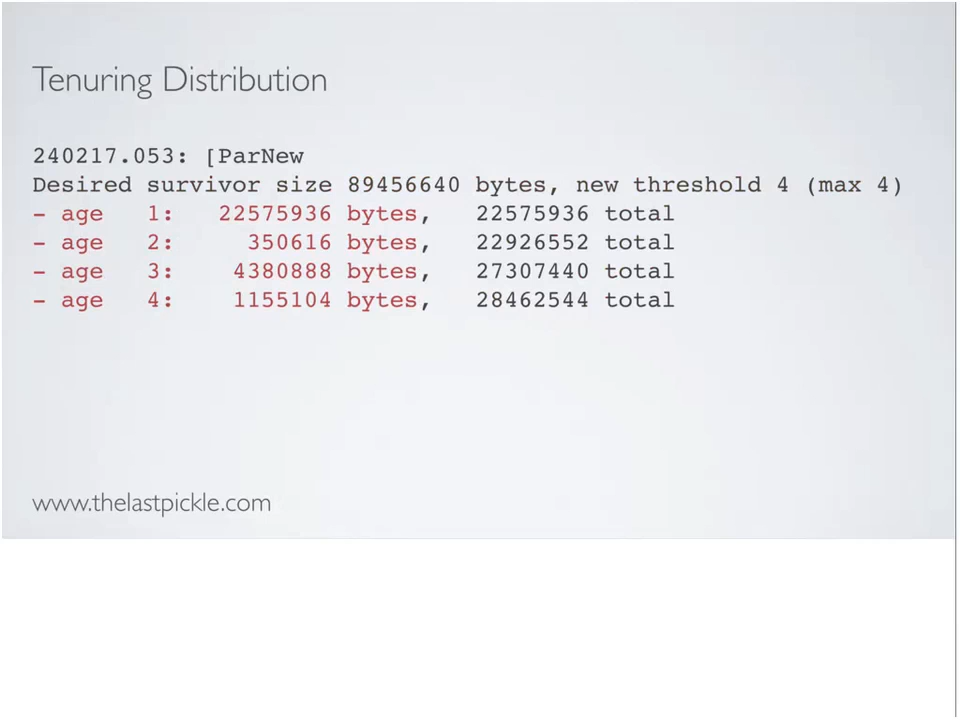 Tenuring Distribution
240217.053: [ParNew
Desired survivor size 89456640 bytes, new threshold 4 (max 4)
- age   1:   22575936 bytes,   22575936 total
- age   2:     350616 bytes,   22926552 total
- age   3:    4380888 bytes,   27307440 total
- age   4:    1155104 bytes,   28462544 total
www.thelastpickle.com